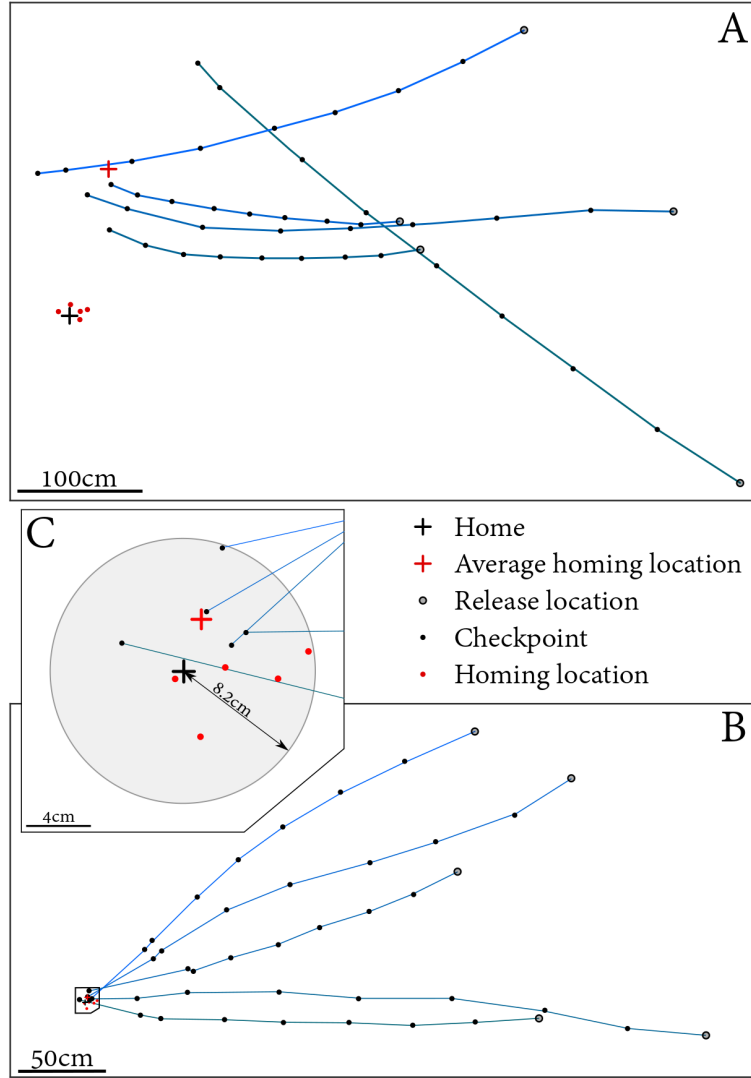 A
100cm
C
8.2cm
4cm
Home
Average homing location
Release location
Checkpoint
Homing location
B
50cm